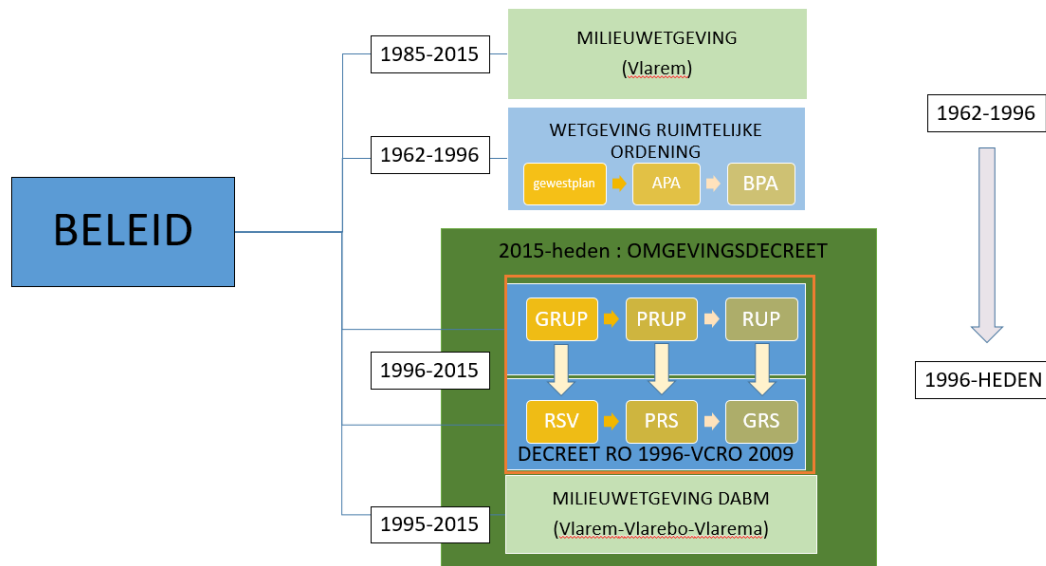 BELEID
1985-2015
MILIEUWETGEVING
(Vlarem)
1962-1996
WETGEVING RUIMTELIJKE
ORDENING
gewestplan
APA
BPA
2015-heden : OMGEVINGSDECREET
GRUP
PRUP
RUP
1996-2015
RSV
PRS
GRS
DECREET RO 1996-VCRO 2009
1995-2015
MILIEUWETGEVING DABM
(Vlarem-Vlarebo-Vlarema)
1962-1996
1996-HEDEN